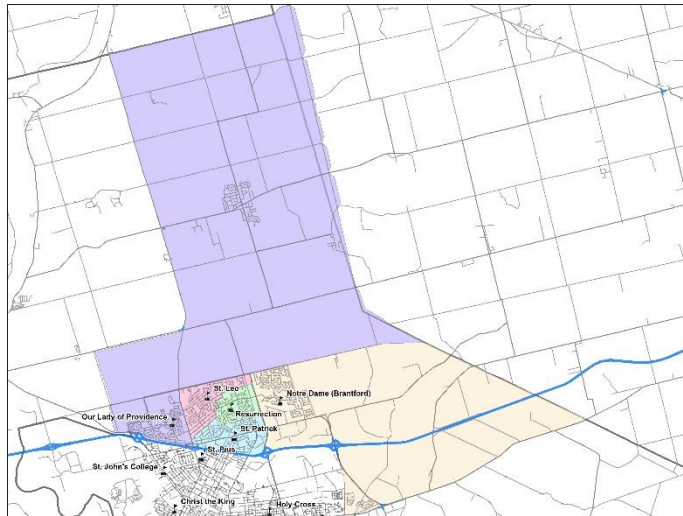 St. Leo
Notre Dame (Brantford)
Our Lady of Providence
Resurrection
St. Patrick
St. Pius
St. John's College
Christ the King
Holy Cross